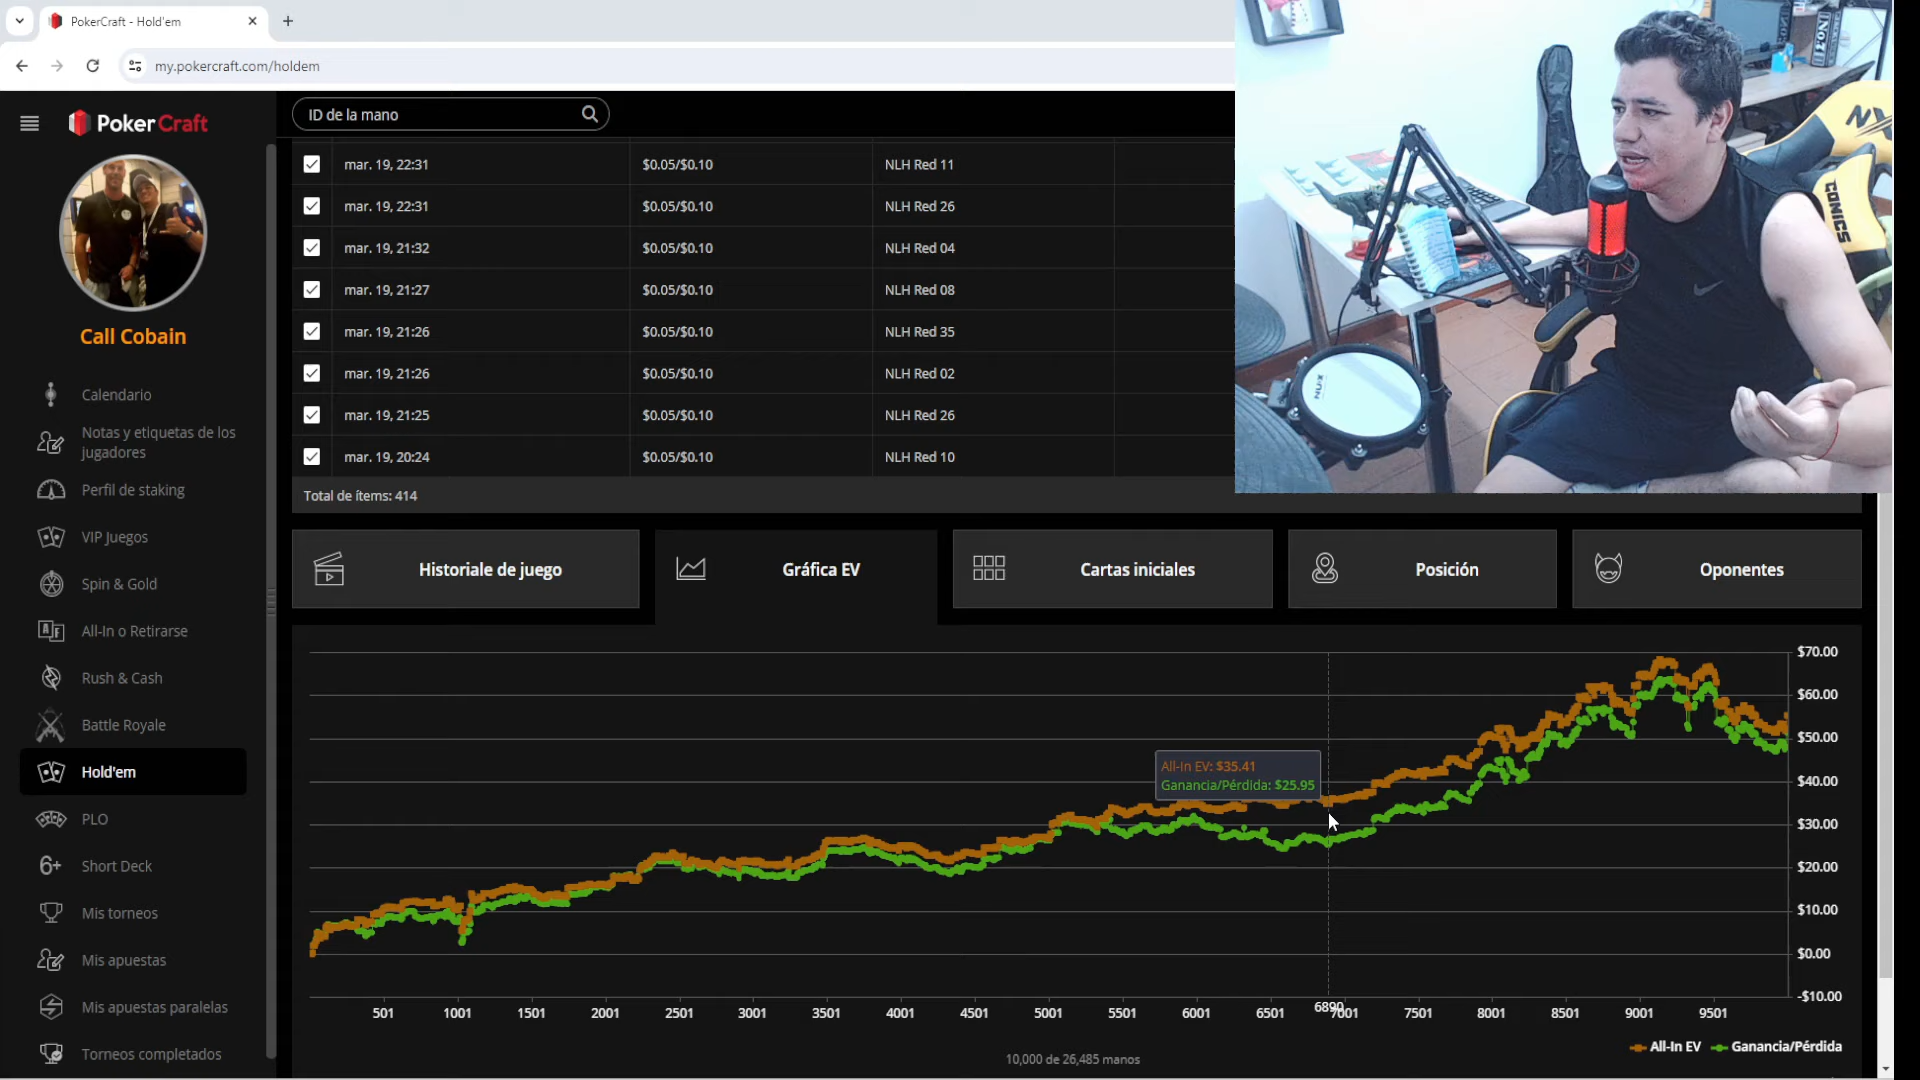 PokerCraft - Hold'em
my.pokercraft.com/holdem
PokerCraft
ID de la mano
mar. 19, 22:31 $0.05/$0.10 NLH Red 11
mar. 19, 22:31 $0.05/$0.10 NLH Red 26
mar. 19, 21:32 $0.05/$0.10 NLH Red 04
mar. 19, 21:27 $0.05/$0.10 NLH Red 08
mar. 19, 21:26 $0.05/$0.10 NLH Red 35
mar. 19, 21:26 $0.05/$0.10 NLH Red 02
mar. 19, 21:25 $0.05/$0.10 NLH Red 26
mar. 19, 20:24 $0.05/$0.10 NLH Red 10
Total de ítems: 414
Call Cobain
Calendario
Notas y etiquetas de los
jugadores
Perfil de staking
VIP Juegos
Spin & Gold
All-In o Retirarse
Rush & Cash
Battle Royale
Hold'em
PLO
6+ Short Deck
Mis torneos
Mis apuestas
Mis apuestas paralelas
Torneos completados
Historiale de juego
Gráfica EV
Cartas iniciales
Posición
Oponentes
$70.00
$60.00
$50.00
$40.00
$30.00
$20.00
$10.00
$0.00
-$10.00
All-In EV: $35.41
Ganancia/Pérdida: $25.95
501 1001 1501 2001 2501 3001 3501 4001 4501 5001 5501 6001 6501 6890 7001 7501 8001 8501 9001 9501
All-In EV Ganancia/Pérdida
10,000 de 26,485 manos
NUX
CONICS